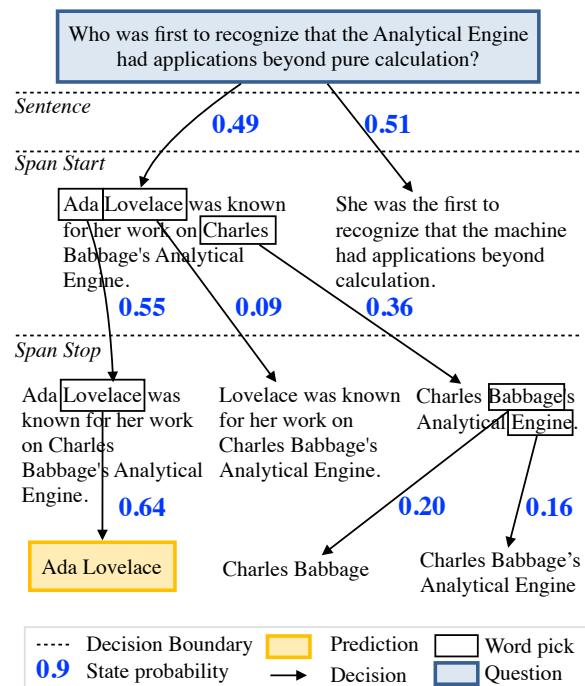 Who was first to recognize that the Analytical Engine
had applications beyond pure calculation?
Sentence
0.49
0.51
Span Start
Ada Lovelace was known
for her work on Charles
Babbage's Analytical
Engine.
She was the first to
recognize that the machine
had applications beyond
calculation.
0.55
0.09
0.36
Span Stop
Ada Lovelace was
known for her work
on Charles
Babbage's Analytical
Engine.
Lovelace was known
for her work on
Charles Babbage's
Analytical Engine.
Charles Babbage's
Analytical Engine.
0.64
0.20
0.16
Ada Lovelace
Charles Babbage
Charles Babbage's
Analytical Engine
Decision Boundary
Prediction
Word pick
0.9 State probability
Decision
Question